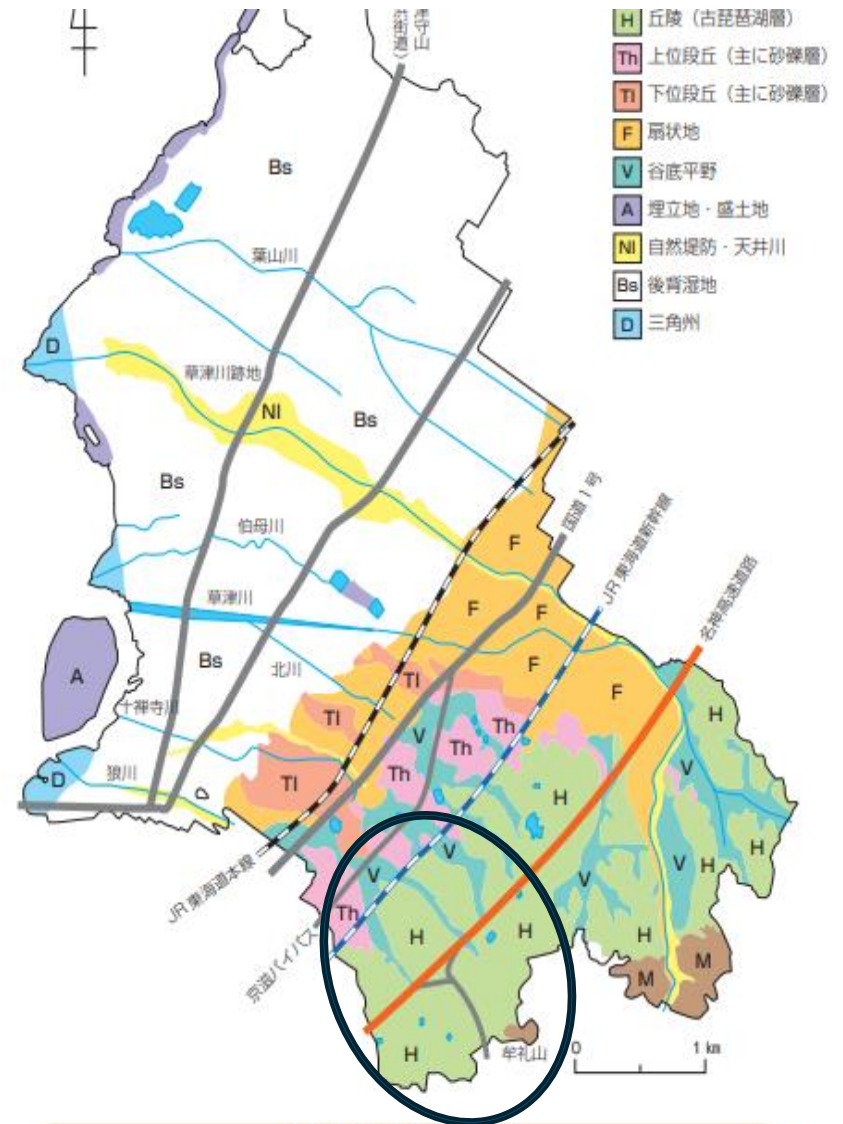 H 丘陵（古琵琶湖層）
Th 上位段丘（主に砂礫層）
Tl 下位段丘（主に砂礫層）
F 扇状地
V 谷底平野
A 埋立地・盛土地
Nl 自然堤防・天井川
Bs 後背湿地
D 三角州
津守山
浜街道）
Bs
葉山川
D
草津川跡地
Nl
Bs
Bs
国道1号
JR東海道新幹線
伯母川
F
草津川
F
F
名神高速道路
Bs
北川
F
A
Tl
F
十禅寺川
Tl
H
Th
V
Th
D
狼川
Th
V
Tl
H
V
H
V
H
V
V
JR東海道本線
Th
H
H
H
M
M
京滋バイパス
H
牟礼山
0
1 km